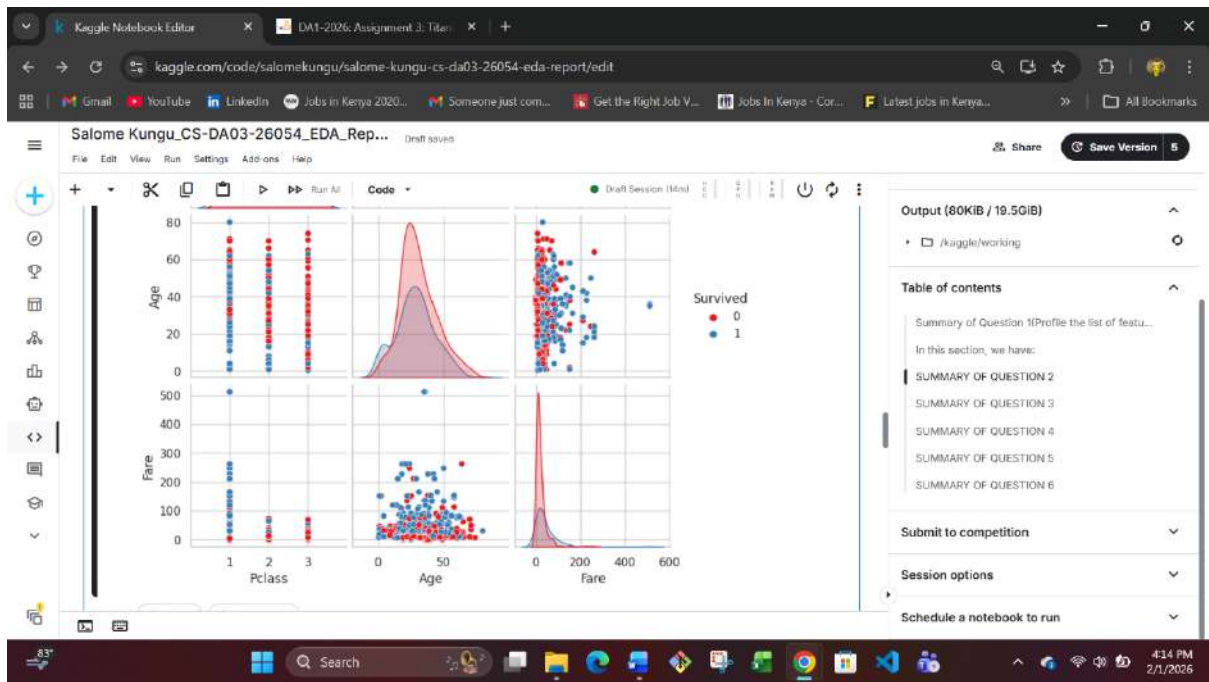 Kaggle Notebook Editor
DA1-2026: Assignment 3: Titan
kaggle.com/code/salomekungu/salome-kungu-cs-da03-26054-eda-report/edit
Gmail YouTube LinkedIn Jobs in Kenya 2020... Someone just com... Get the Right Job V... Jobs In Kenya - Cor... Latest jobs in Kenya... » All Bookmarks
Salome Kungu_CS-DA03-26054_EDA_Rep... Draft saved
File Edit View Run Settings Add-ons Help
Share
Save Version 5
Run All Code Draft Session (14m)
80
60
40
20
0
Age
Survived
0
1
500
400
300
200
100
0
Fare
1 2 3 0 50 0 200 400 600
Pclass Age Fare
Output (80KiB / 19.5GiB)
/kaggle/working
Table of contents
Summary of Question 1(Profile the list of featu...
In this section, we have:
SUMMARY OF QUESTION 2
SUMMARY OF QUESTION 3
SUMMARY OF QUESTION 4
SUMMARY OF QUESTION 5
SUMMARY OF QUESTION 6
Submit to competition
Session options
Schedule a notebook to run
83°
Search
4:14 PM
2/1/2026